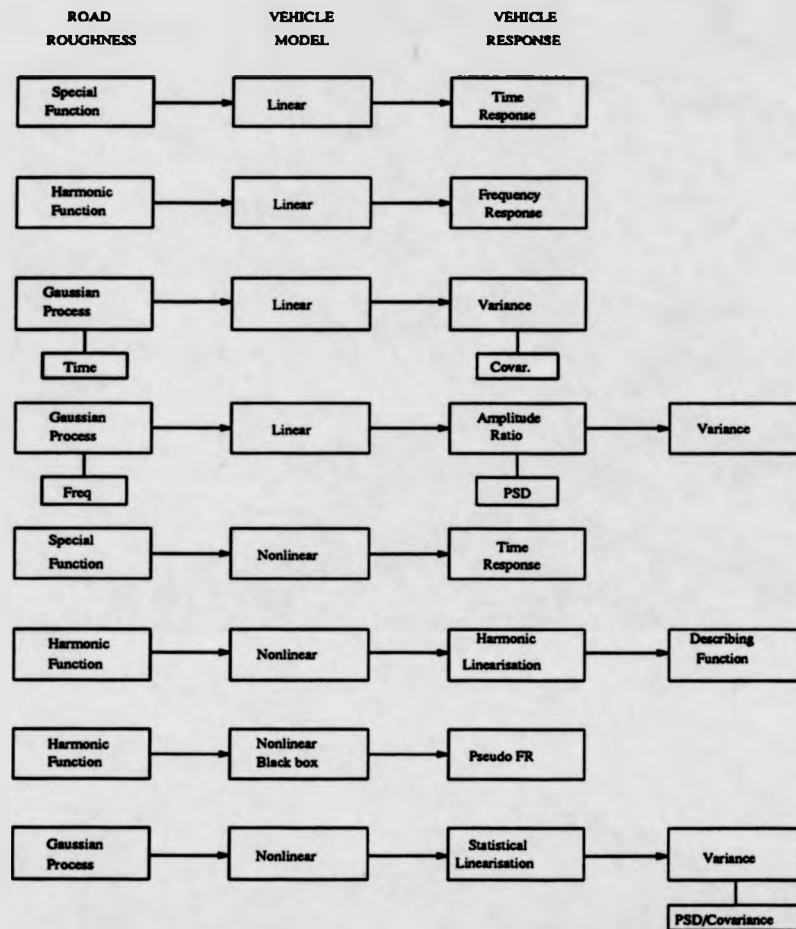 ROAD ROUGHNESS
VEHICLE MODEL
VEHICLE RESPONSE
Special Function
Linear
Time Response
Harmonic Function
Linear
Frequency Response
Gaussian Process
Linear
Variance
Time
Covar.
Gaussian Process
Linear
Amplitude Ratio
Variance
Freq
PSD
Special Function
Nonlinear
Time Response
Harmonic Function
Nonlinear
Harmonic Linearisation
Describing Function
Harmonic Function
Nonlinear Black box
Pseudo FR
Gaussian Process
Nonlinear
Statistical Linearisation
Variance
PSD/Covariance